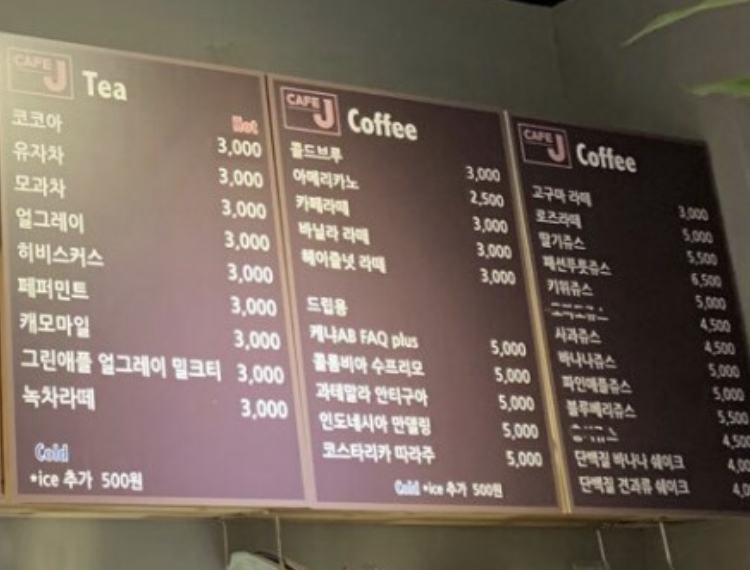 CAFE J Tea
Hot
코코아 3,000
유자차 3,000
모과차 3,000
얼그레이 3,000
히비스커스 3,000
페퍼민트 3,000
캐모마일 3,000
그린애플 얼그레이 밀크티 3,000
녹차라떼 3,000
Cold
*ice 추가 500원
CAFE J Coffee
콜드브루 3,000
아메리카노 2,500
카페라떼 3,000
바닐라 라떼 3,000
헤이즐넛 라떼 3,000
드립용
케냐AB FAQ plus 5,000
콜롬비아 수프리모 5,000
과테말라 안티구아 5,000
인도네시아 만델링 5,000
코스타리카 따라주 5,000
Cold *ice 추가 500원
CAFE J Coffee
고구마 라떼 3,000
로즈라떼 5,000
딸기쥬스 5,500
패션푸룻쥬스 6,500
키위쥬스 5,000
4,500
사과쥬스 4,500
바나나쥬스 5,000
파인애플쥬스 5,000
블루베리쥬스 5,500
4,500
단백질 바나나 쉐이크 4,0
단백질 견과류 쉐이크 4,0